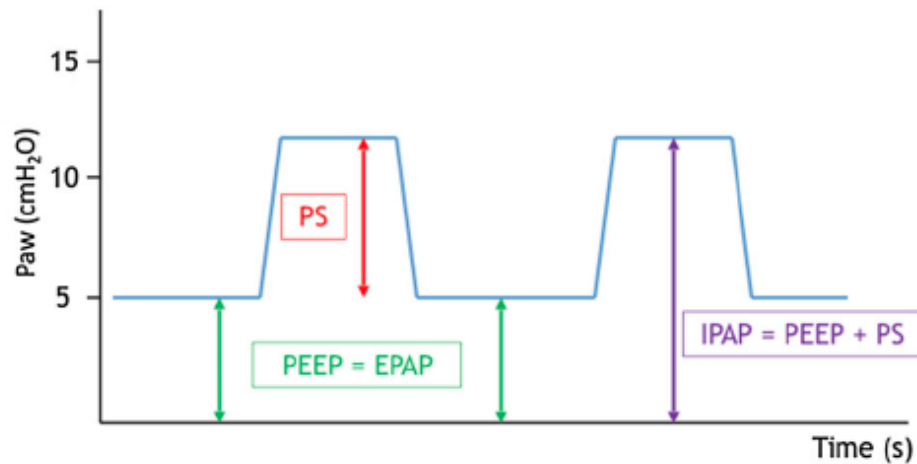 15
10
5
Paw (cmH₂O)
PS
PEEP = EPAP
IPAP = PEEP + PS
Time (s)